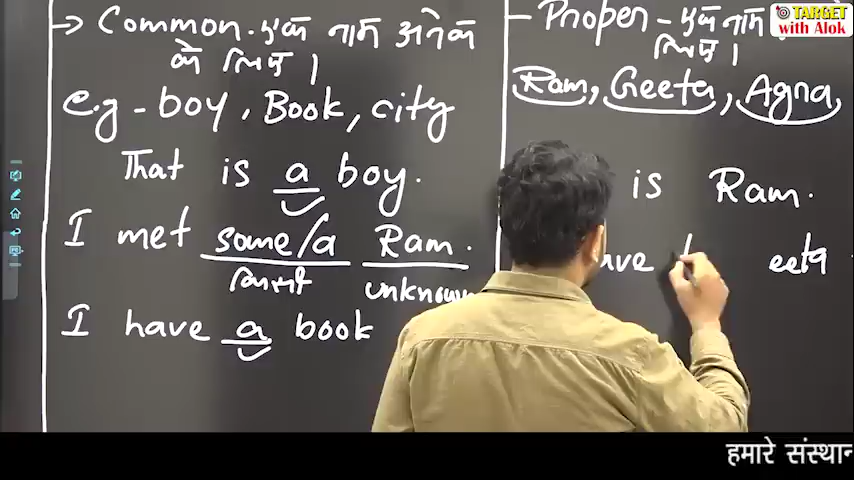 → Common - एक नाम अनेक
के लिए ।
e.g - boy, Book, city
That is a boy.
I met some/a Ram.
किसी unknown
I have a book
- Proper - एक नाम
लिए ।
Ram, Geeta, Agna,
is Ram.
eeta
TARGET
with Alok
हमारे संस्थान